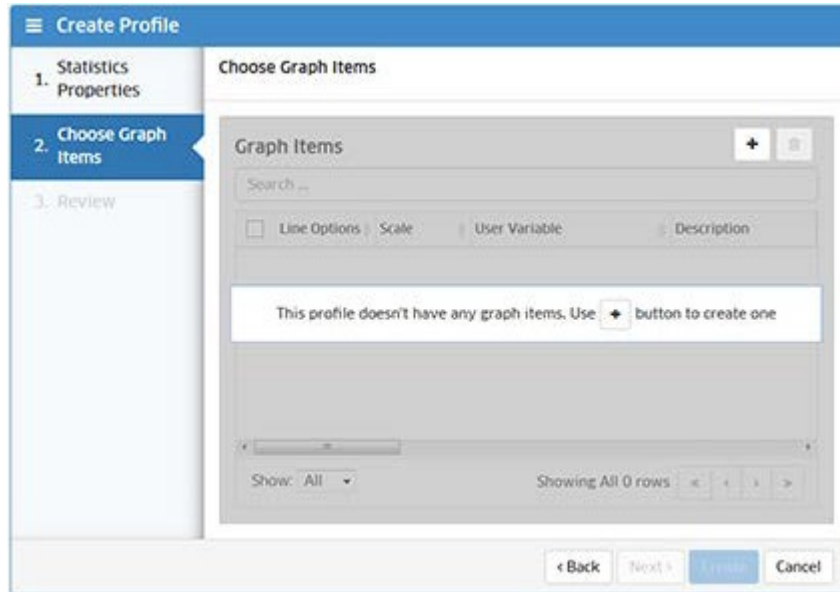 Create Profile
1. Statistics Properties
Choose Graph Items
2. Choose Graph Items
3. Review
Graph Items
Search ...
Line Options Scale User Variable Description
This profile doesn't have any graph items. Use + button to create one
Show: All
Showing All 0 rows « ‹ › »
‹ Back Next › Create Cancel